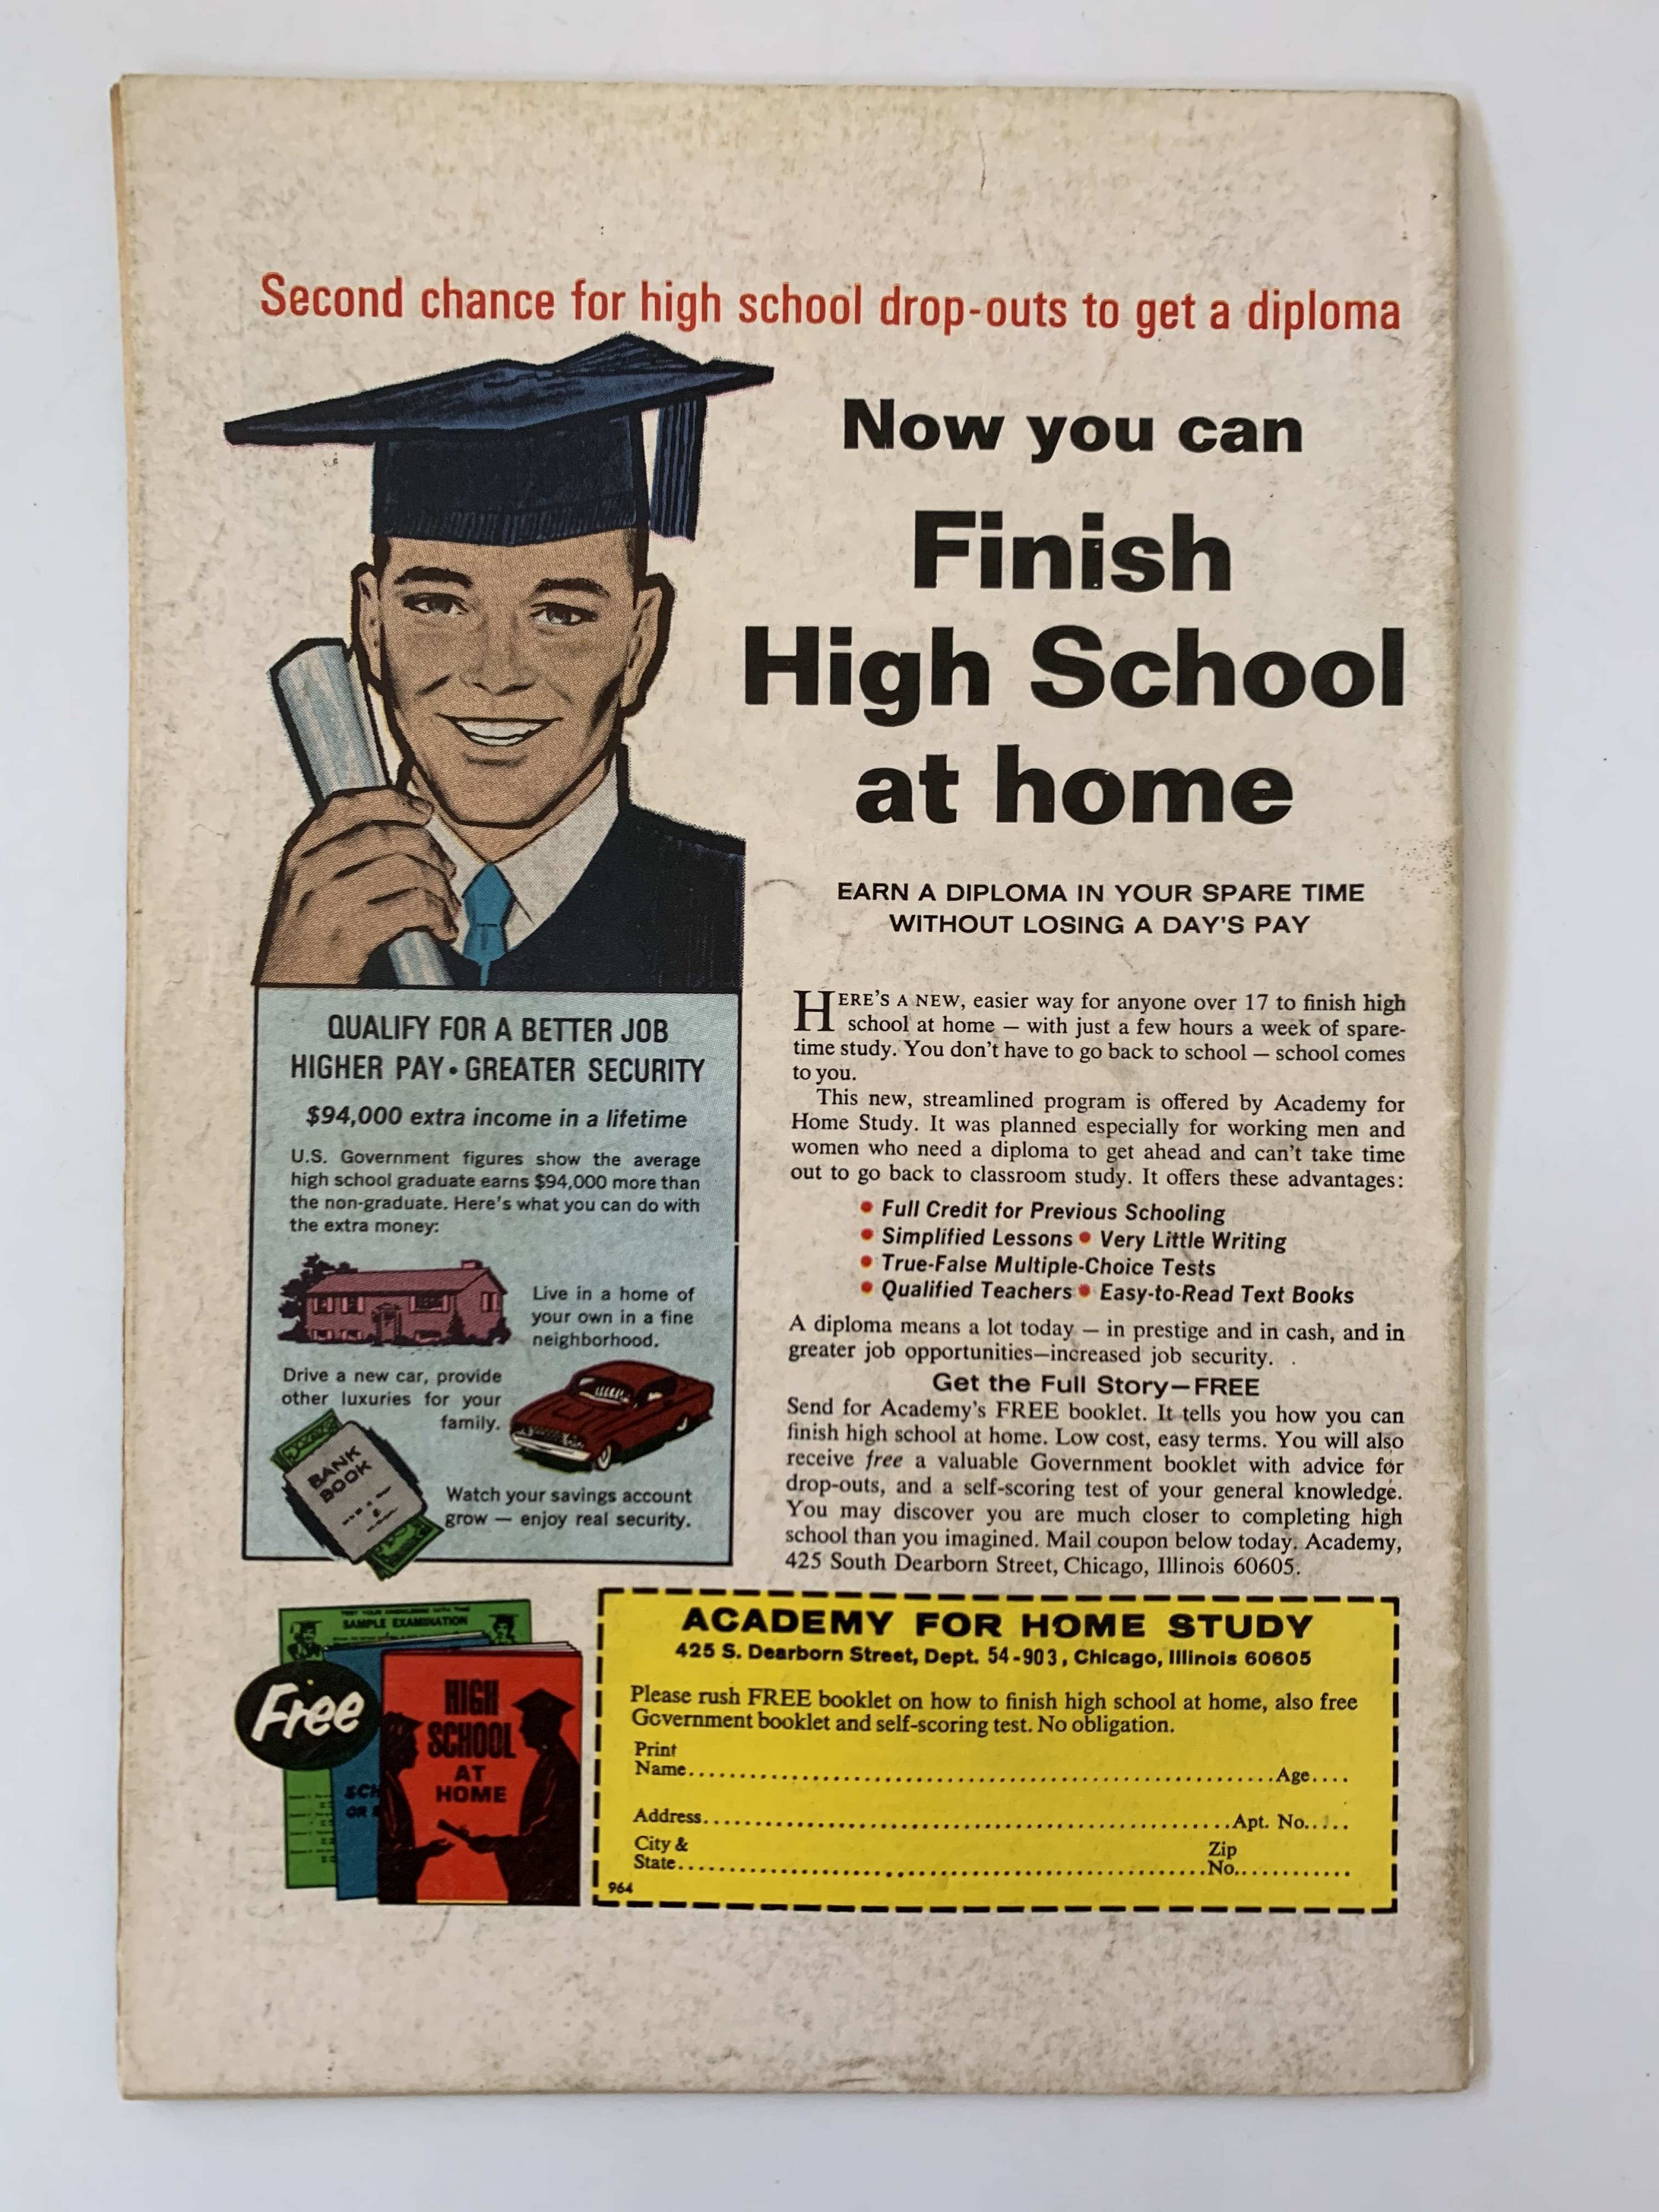 Second chance for high school drop-outs to get a diploma
Now you can
Finish
High School
at home
EARN A DIPLOMA IN YOUR SPARE TIME
WITHOUT LOSING A DAY'S PAY
HERE'S A NEW, easier way for anyone over 17 to finish high
school at home — with just a few hours a week of spare-
time study. You don't have to go back to school — school comes
to you.
This new, streamlined program is offered by Academy for
Home Study. It was planned especially for working men and
women who need a diploma to get ahead and can't take time
out to go back to classroom study. It offers these advantages:
• Full Credit for Previous Schooling
• Simplified Lessons • Very Little Writing
• True-False Multiple-Choice Tests
• Qualified Teachers • Easy-to-Read Text Books
A diploma means a lot today — in prestige and in cash, and in
greater job opportunities—increased job security.
Get the Full Story—FREE
Send for Academy's FREE booklet. It tells you how you can
finish high school at home. Low cost, easy terms. You will also
receive free a valuable Government booklet with advice for
drop-outs, and a self-scoring test of your general knowledge.
You may discover you are much closer to completing high
school than you imagined. Mail coupon below today. Academy,
425 South Dearborn Street, Chicago, Illinois 60605.
QUALIFY FOR A BETTER JOB
HIGHER PAY • GREATER SECURITY
$94,000 extra income in a lifetime
U.S. Government figures show the average
high school graduate earns $94,000 more than
the non-graduate. Here's what you can do with
the extra money:
Live in a home of
your own in a fine
neighborhood.
Drive a new car, provide
other luxuries for your
family.
BANK
BOOK
Watch your savings account
grow — enjoy real security.
SAMPLE EXAMINATION
Free
SCH
OR
HIGH
SCHOOL
AT
HOME
ACADEMY FOR HOME STUDY
425 S. Dearborn Street, Dept. 54-903, Chicago, Illinois 60605
Please rush FREE booklet on how to finish high school at home, also free
Government booklet and self-scoring test. No obligation.
Print
Name..........Age....
Address..........Apt. No.....
City & Zip
State..........No..........
964